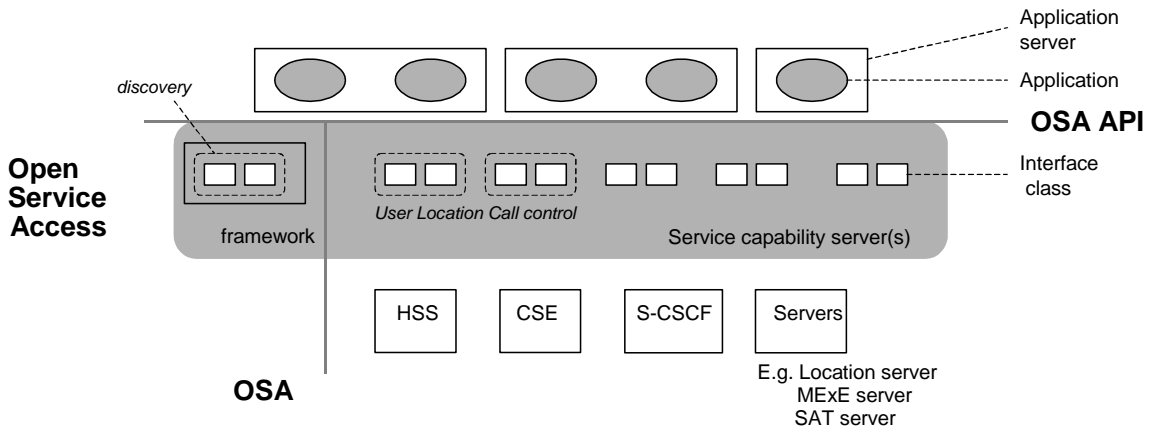 Application
server
discovery
Application
OSA API
Open
Service
Access
Interface
class
User Location Call control
framework
Service capability server(s)
HSS
CSE
S-CSCF
Servers
E.g. Location server
MExE server
SAT server
OSA